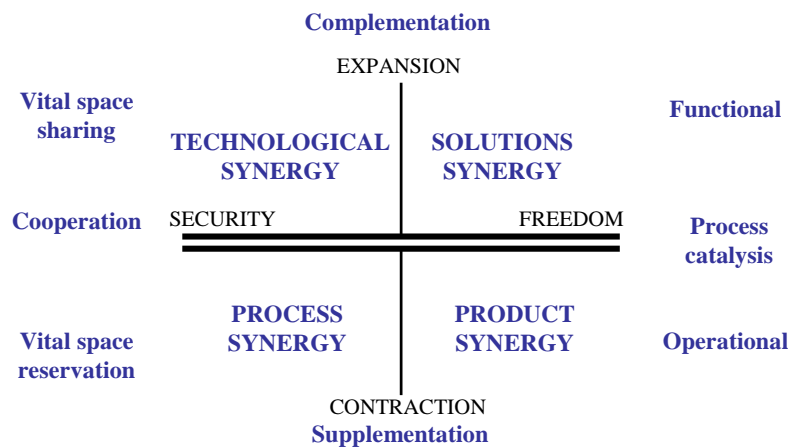 Complementation
EXPANSION
Vital space
sharing
Functional
TECHNOLOGICAL
SYNERGY
SOLUTIONS
SYNERGY
Cooperation
SECURITY
FREEDOM
Process
catalysis
PROCESS
SYNERGY
PRODUCT
SYNERGY
Vital space
reservation
Operational
CONTRACTION
Supplementation